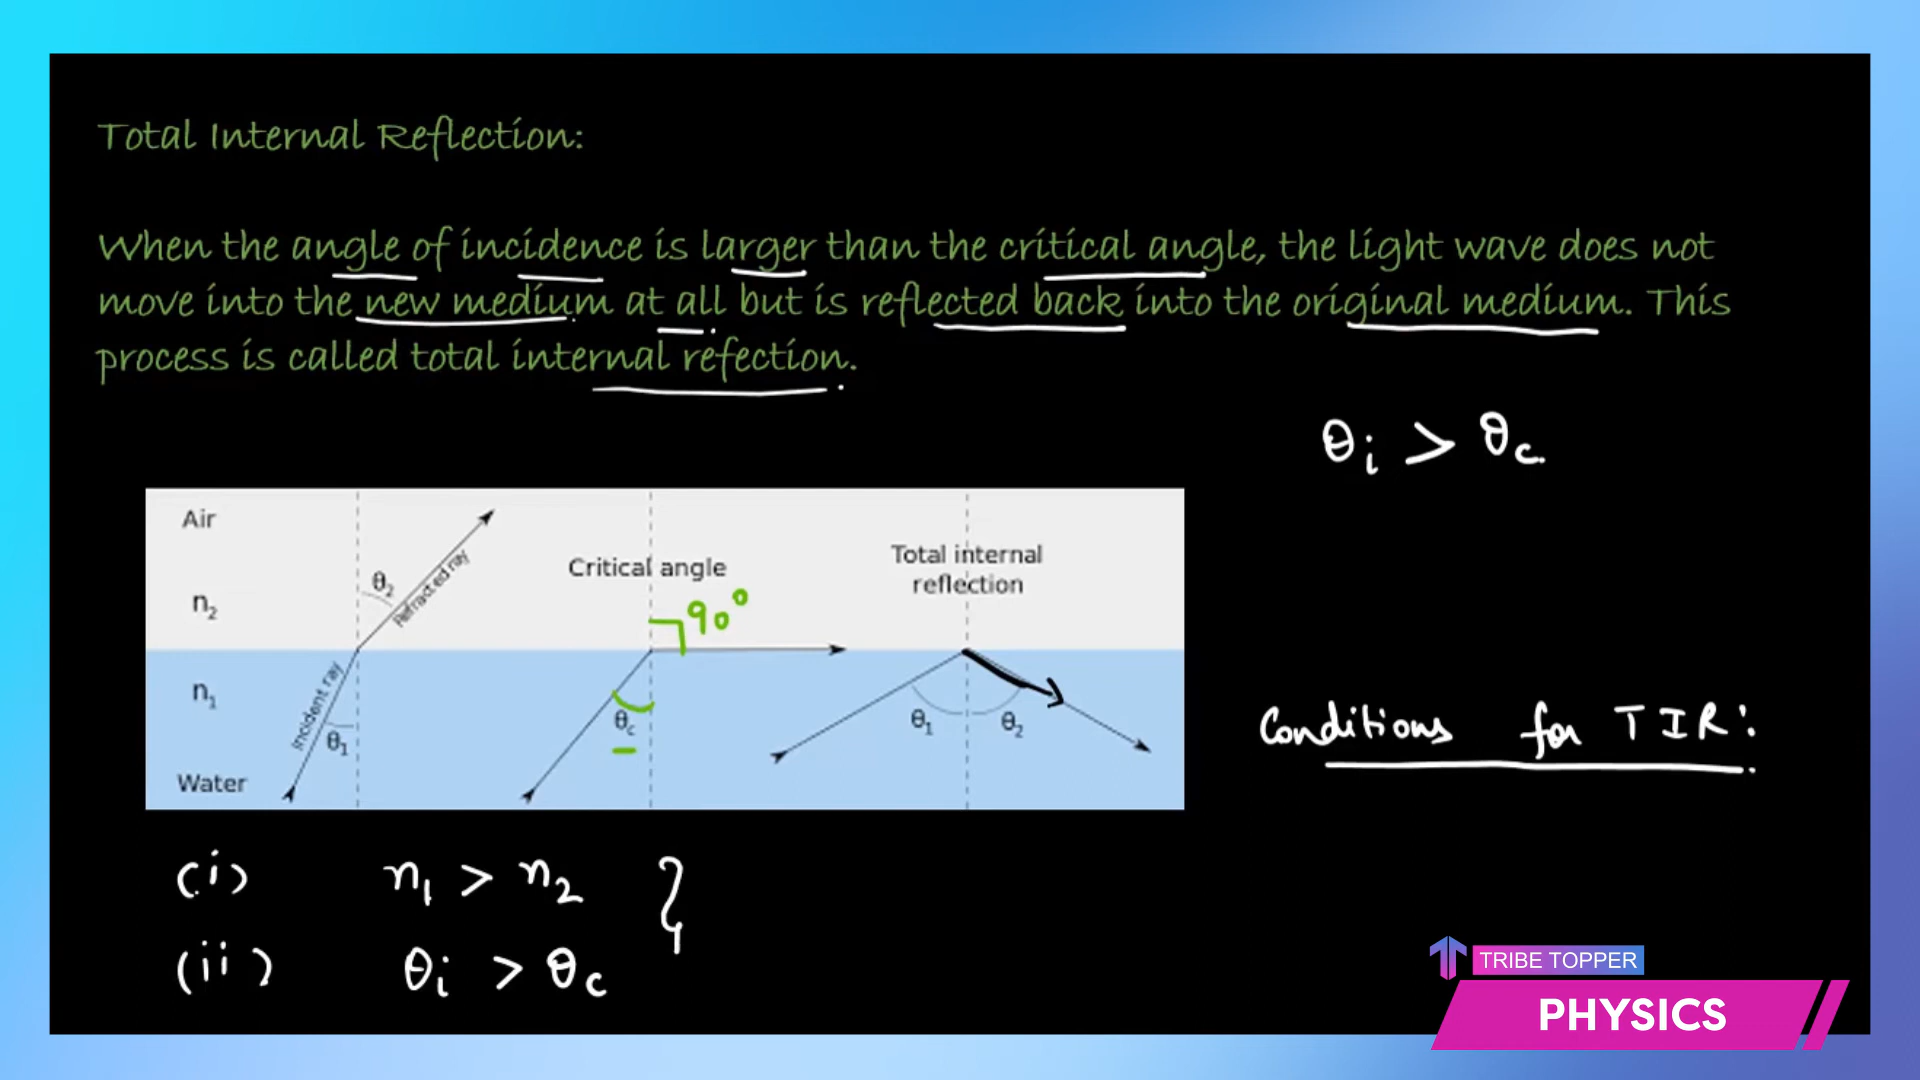 Total Internal Reflection:
When the angle of incidence is larger than the critical angle, the light wave does not
move into the new medium at all but is reflected back into the original medium. This
process is called total internal refection.
θi > θc
Air
n2
θ2
Refracted ray
Critical angle
90°
Total internal
reflection
n1
Incident ray
θ1
θc
θ1
θ2
Water
Conditions for TIR:
(i) n1 > n2 }
(ii) θi > θc
TRIBE TOPPER
PHYSICS